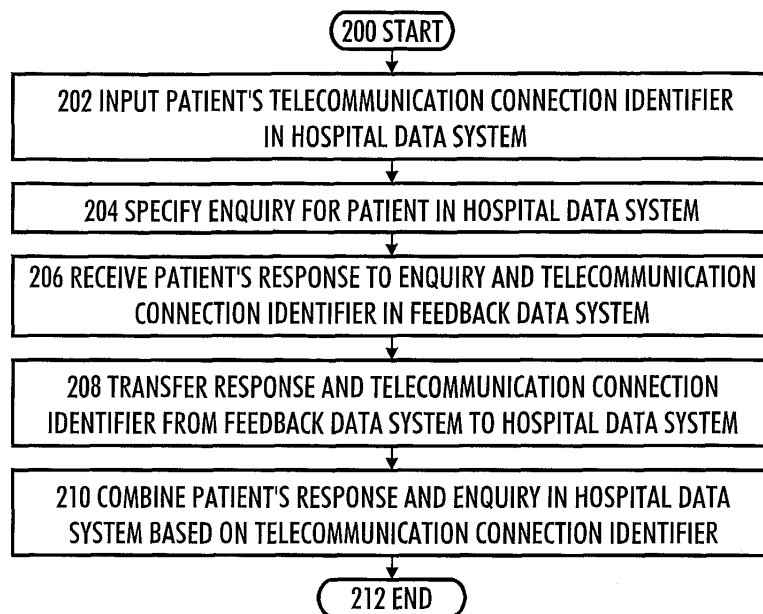 200 START
202 INPUT PATIENT'S TELECOMMUNICATION CONNECTION IDENTIFIER
IN HOSPITAL DATA SYSTEM
204 SPECIFY ENQUIRY FOR PATIENT IN HOSPITAL DATA SYSTEM
206 RECEIVE PATIENT'S RESPONSE TO ENQUIRY AND TELECOMMUNICATION
CONNECTION IDENTIFIER IN FEEDBACK DATA SYSTEM
208 TRANSFER RESPONSE AND TELECOMMUNICATION CONNECTION
IDENTIFIER FROM FEEDBACK DATA SYSTEM TO HOSPITAL DATA SYSTEM
210 COMBINE PATIENT'S RESPONSE AND ENQUIRY IN HOSPITAL DATA
SYSTEM BASED ON TELECOMMUNICATION CONNECTION IDENTIFIER
212 END